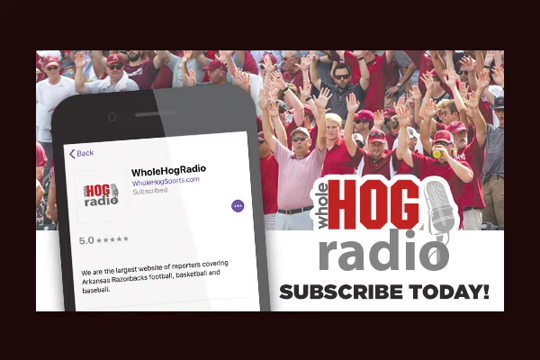 Back
WholeHogRadio
WholeHogSports.com
Subscribed
HOG
radio
5.0 ★★★★★
We are the largest website of reporters covering
Arkansas Razorbacks football, basketball and
baseball.
whole
HOG
radio
SUBSCRIBE TODAY!